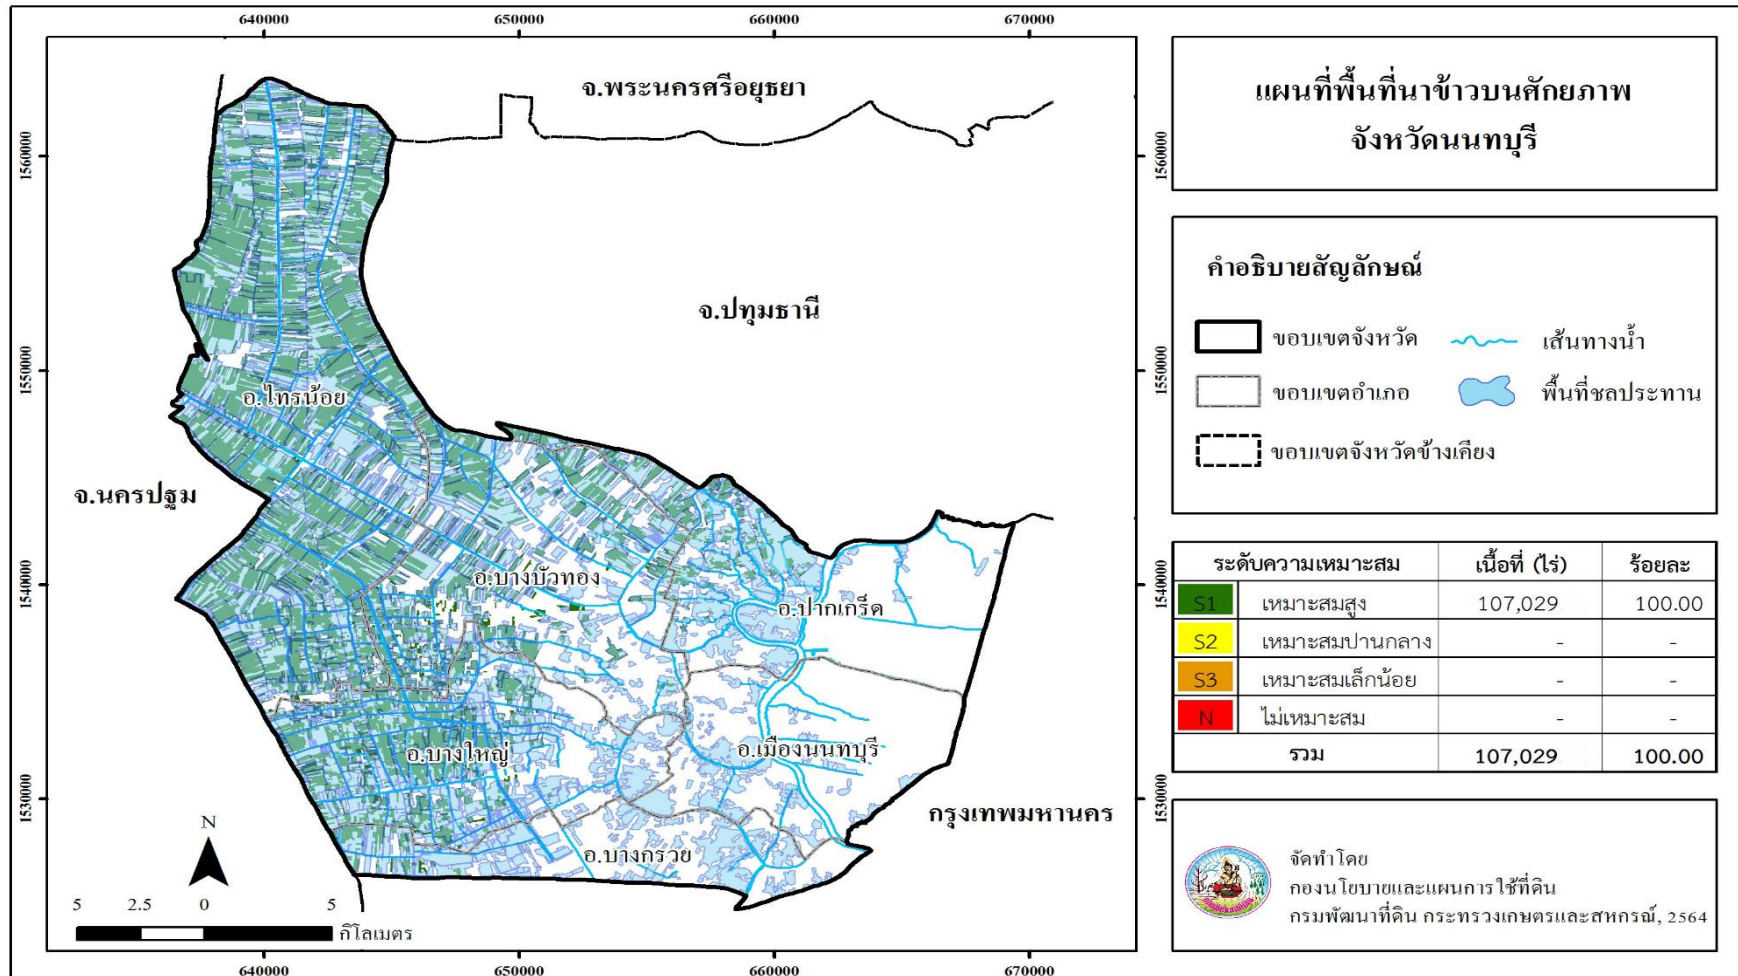 640000
650000
660000
670000
แผนที่พื้นที่นาข้าวบนศักยภาพ
จังหวัดนนทบุรี
จ.พระนครศรีอยุธยา
1560000
1560000
จ.ปทุมธานี
คำอธิบายสัญลักษณ์
ขอบเขตจังหวัด
เส้นทางน้ำ
ขอบเขตอำเภอ
พื้นที่ชลประทาน
ขอบเขตจังหวัดข้างเคียง
1550000
1550000
อ.ไทรน้อย
จ.นครปฐม
อ.บางบัวทอง
อ.ปากเกร็ด
1540000
1540000
ระดับความเหมาะสม เนื้อที่ (ไร่) ร้อยละ
S1 เหมาะสมสูง 107,029 100.00
S2 เหมาะสมปานกลาง - -
S3 เหมาะสมเล็กน้อย - -
N ไม่เหมาะสม - -
รวม 107,029 100.00
อ.บางใหญ่
อ.เมืองนนทบุรี
1530000
1530000
กรุงเทพมหานคร
อ.บางกรวย
N
5 2.5 0 5
กิโลเมตร
จัดทำโดย
กองนโยบายและแผนการใช้ที่ดิน
กรมพัฒนาที่ดิน กระทรวงเกษตรและสหกรณ์, 2564
640000
650000
660000
670000